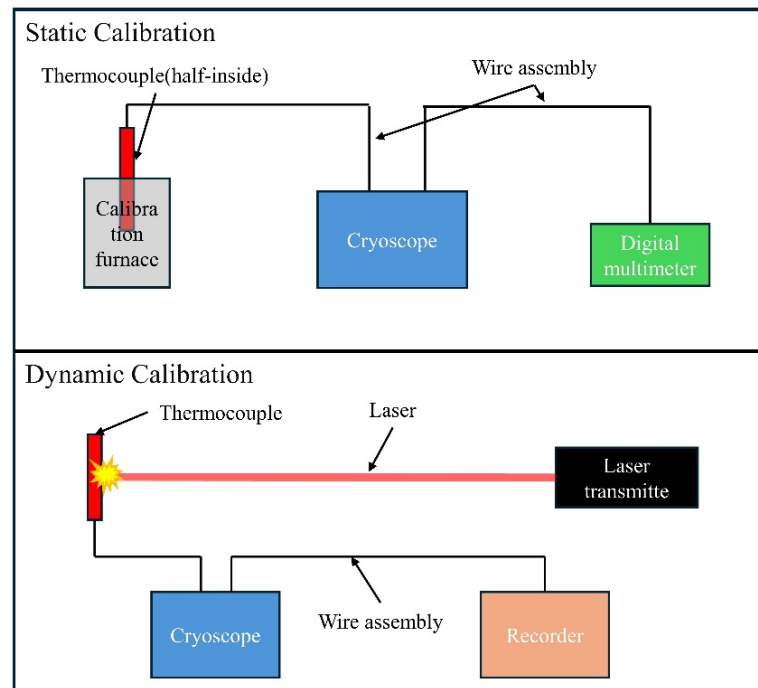 Static Calibration
Thermocouple(half-inside)
Wire assembly
Calibra
tion
furnace
Cryoscope
Digital
multimeter
Dynamic Calibration
Thermocouple
Laser
Laser
transmitte
Wire assembly
Cryoscope
Recorder